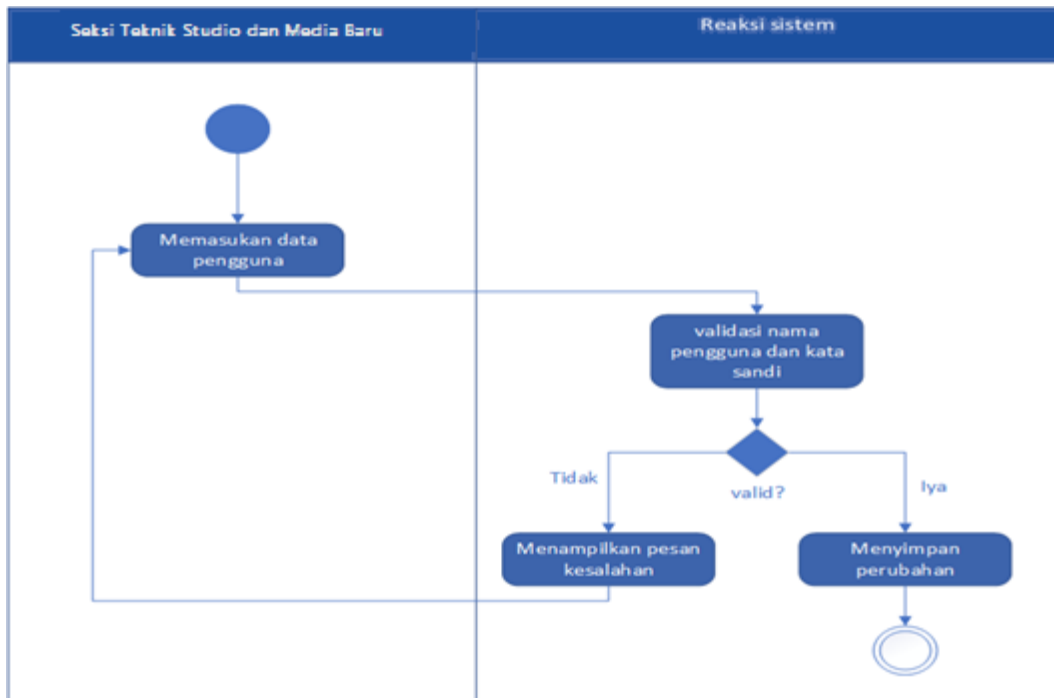 Seksi Teknik Studio dan Media Baru
Reaksi sistem
Memasukan data
pengguna
validasi nama
pengguna dan kata
sandi
Tidak
valid?
Iya
Menampilkan pesan
kesalahan
Menyimpan
perubahan